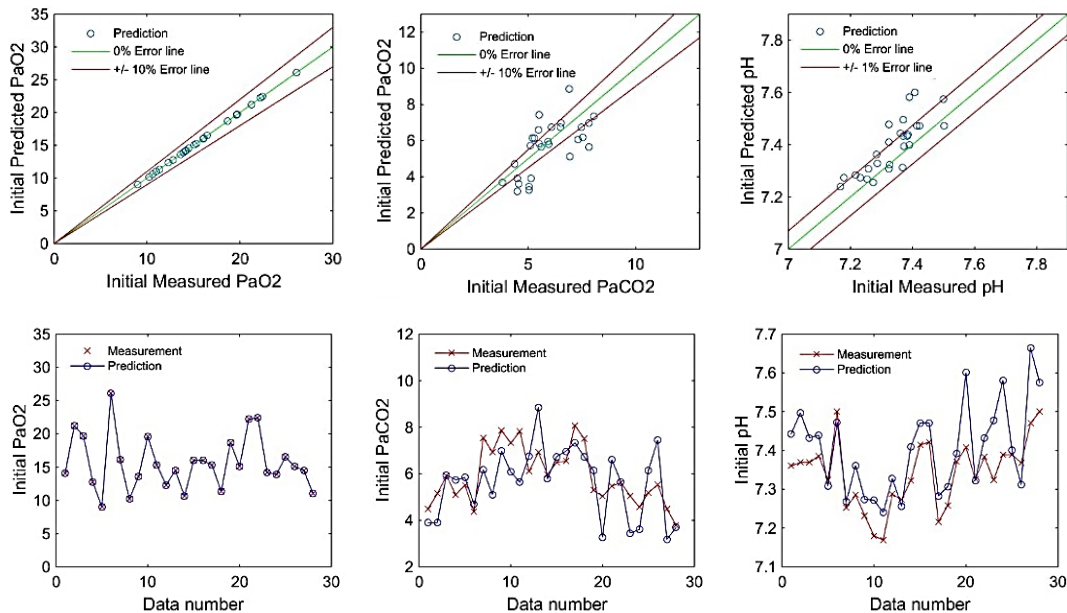 35
30
25
20
15
10
5
0
Initial Predicted PaO2
Prediction
0% Error line
+/- 10% Error line
0 10 20 30
Initial Measured PaO2
10
5
0
Initial Predicted PaCO2
Prediction
0% Error line
+/- 10% Error line
0 5 10
Initial Measured PaCO2
7.8
7.6
7.4
7.2
7
Initial Predicted pH
Prediction
0% Error line
+/- 1% Error line
7 7.2 7.4 7.6 7.8
Initial Measured pH
35
30
25
20
15
10
5
0
Initial PaO2
Measurement
Prediction
0 10 20 30
Data number
12
10
8
6
4
2
0
Initial PaCO2
Measurement
Prediction
0 10 20 30
Data number
7.7
7.6
7.5
7.4
7.3
7.2
7.1
Initial pH
Measurement
Prediction
0 10 20 30
Data number